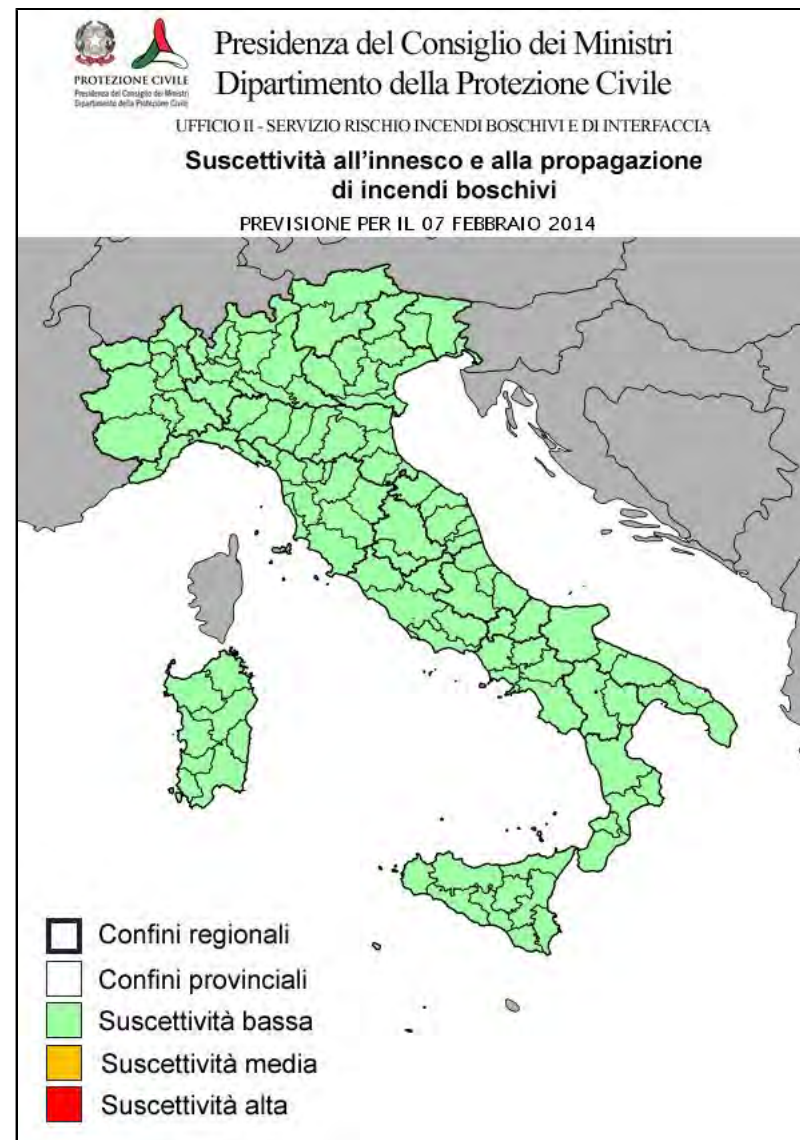 Presidenza del Consiglio dei Ministri
Dipartimento della Protezione Civile
PROTEZIONE CIVILE
Presidenza del Consiglio dei Ministri
Dipartimento della Protezione Civile
UFFICIO II - SERVIZIO RISCHIO INCENDI BOSCHIVI E DI INTERFACCIA
Suscettività all'innesco e alla propagazione
di incendi boschivi
PREVISIONE PER IL 07 FEBBRAIO 2014
Confini regionali
Confini provinciali
Suscettività bassa
Suscettività media
Suscettività alta